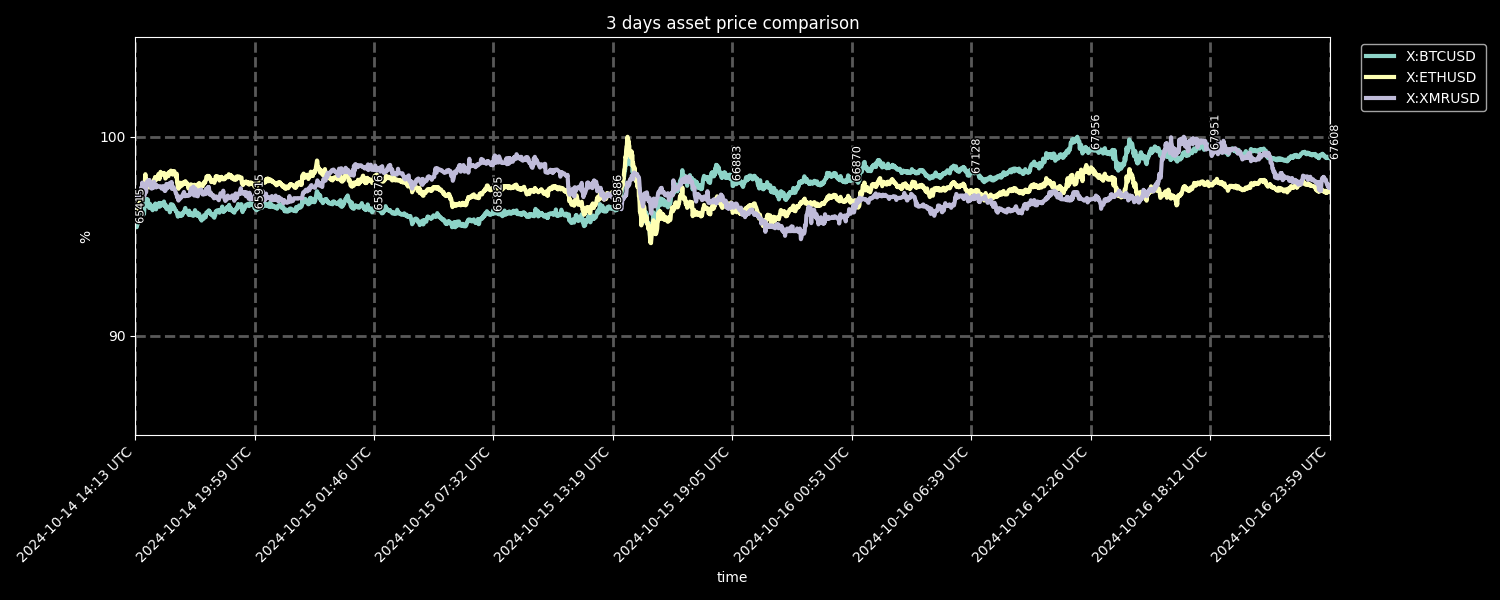 3 days asset price comparison
X:BTCUSD
X:ETHUSD
X:XMRUSD
100
90
%
65915
65876
65825
65886
66883
66870
67128
67956
67951
67608
2024-10-14 14:13 UTC
2024-10-14 19:59 UTC
2024-10-15 01:46 UTC
2024-10-15 07:32 UTC
2024-10-15 13:19 UTC
2024-10-15 19:05 UTC
2024-10-16 00:53 UTC
2024-10-16 06:39 UTC
2024-10-16 12:26 UTC
2024-10-16 18:12 UTC
2024-10-16 23:59 UTC
time